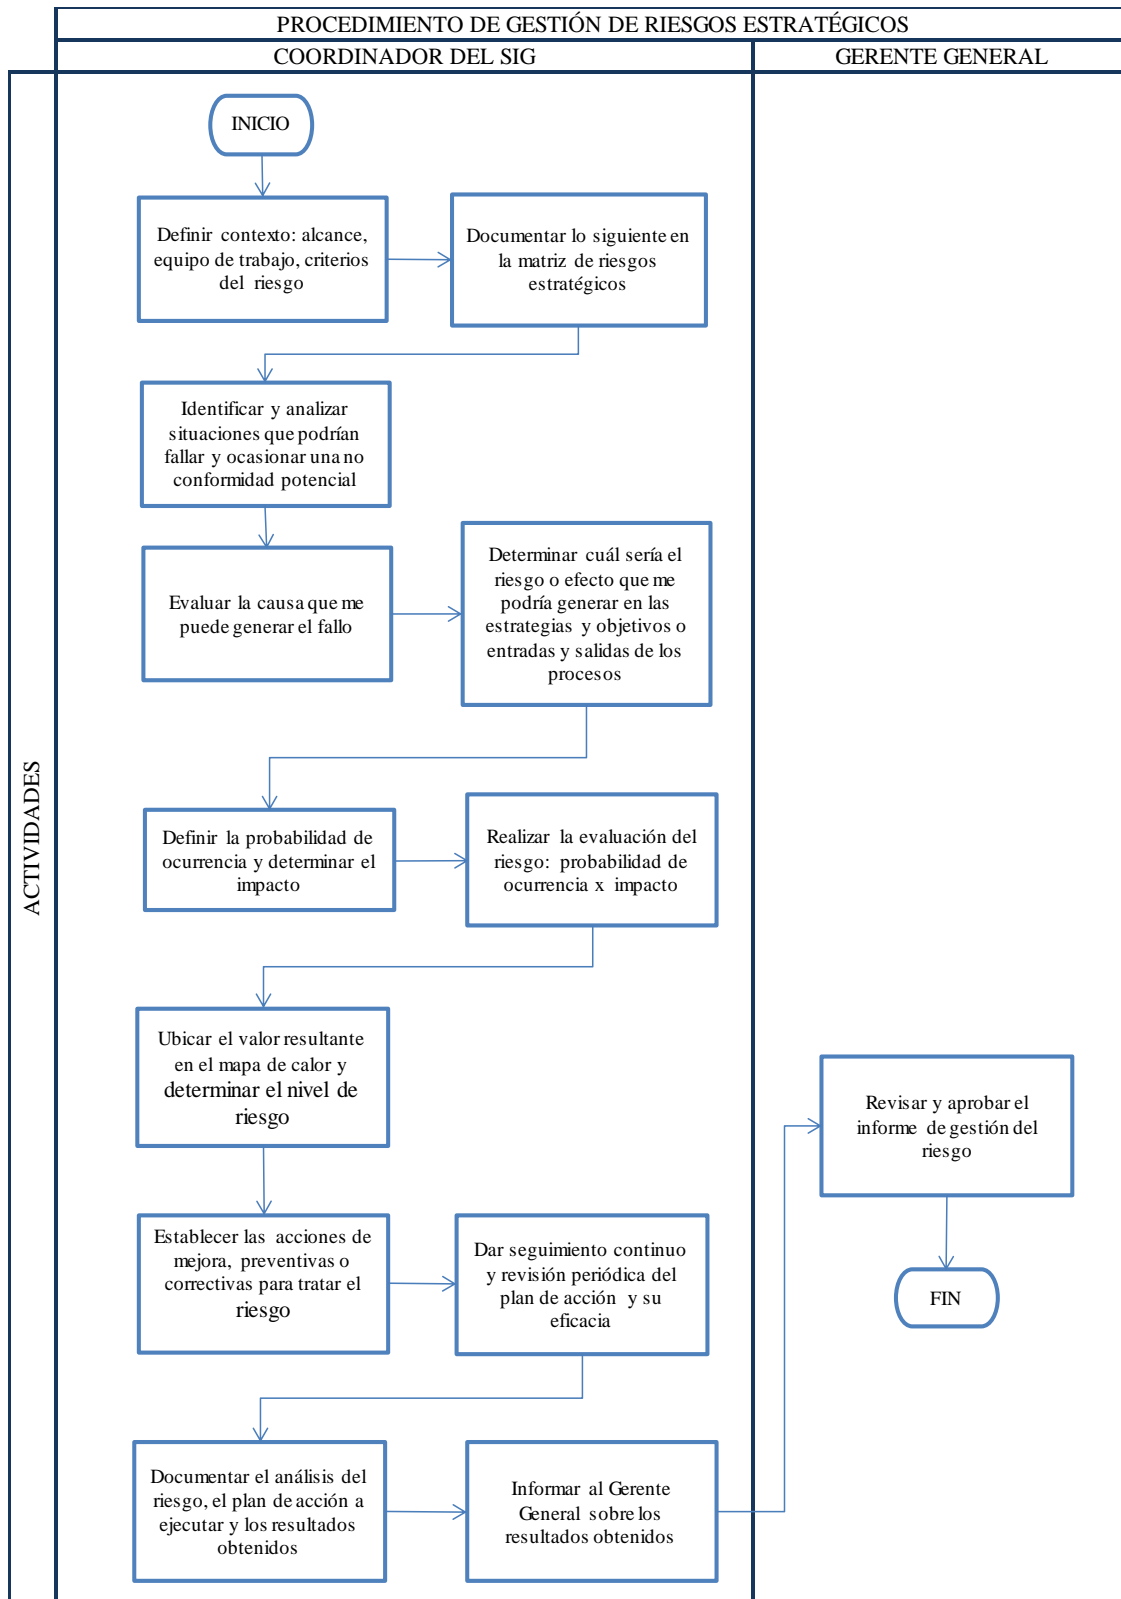 PROCEDIMIENTO DE GESTIÓN DE RIESGOS ESTRATÉGICOS
COORDINADOR DEL SIG
GERENTE GENERAL
ACTIVIDADES
INICIO
Definir contexto: alcance,
equipo de trabajo, criterios
del riesgo
Documentar lo siguiente en
la matriz de riesgos
estratégicos
Identificar y analizar
situaciones que podrían
fallar y ocasionar una no
conformidad potencial
Evaluar la causa que me
puede generar el fallo
Determinar cuál sería el
riesgo o efecto que me
podría generar en las
estrategias y objetivos o
entradas y salidas de los
procesos
Definir la probabilidad de
ocurrencia y determinar el
impacto
Realizar la evaluación del
riesgo: probabilidad de
ocurrencia x impacto
Ubicar el valor resultante
en el mapa de calor y
determinar el nivel de
riesgo
Establecer las acciones de
mejora, preventivas o
correctivas para tratar el
riesgo
Dar seguimiento continuo
y revisión periódica del
plan de acción y su
eficacia
Documentar el análisis del
riesgo, el plan de acción a
ejecutar y los resultados
obtenidos
Informar al Gerente
General sobre los
resultados obtenidos
Revisar y aprobar el
informe de gestión del
riesgo
FIN